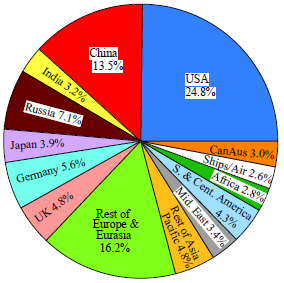 USA
24.8%
CanAus 3.0%
Ships/Air 2.6%
Africa 2.8%
S. & Cent. America
4.3%
Mid. East 3.4%
Rest of Asia
Pacific 4.8%
Rest of
Europe &
Eurasia
16.2%
UK 4.8%
Germany 5.6%
Japan 3.9%
Russia 7.1%
India 3.2%
China
13.5%